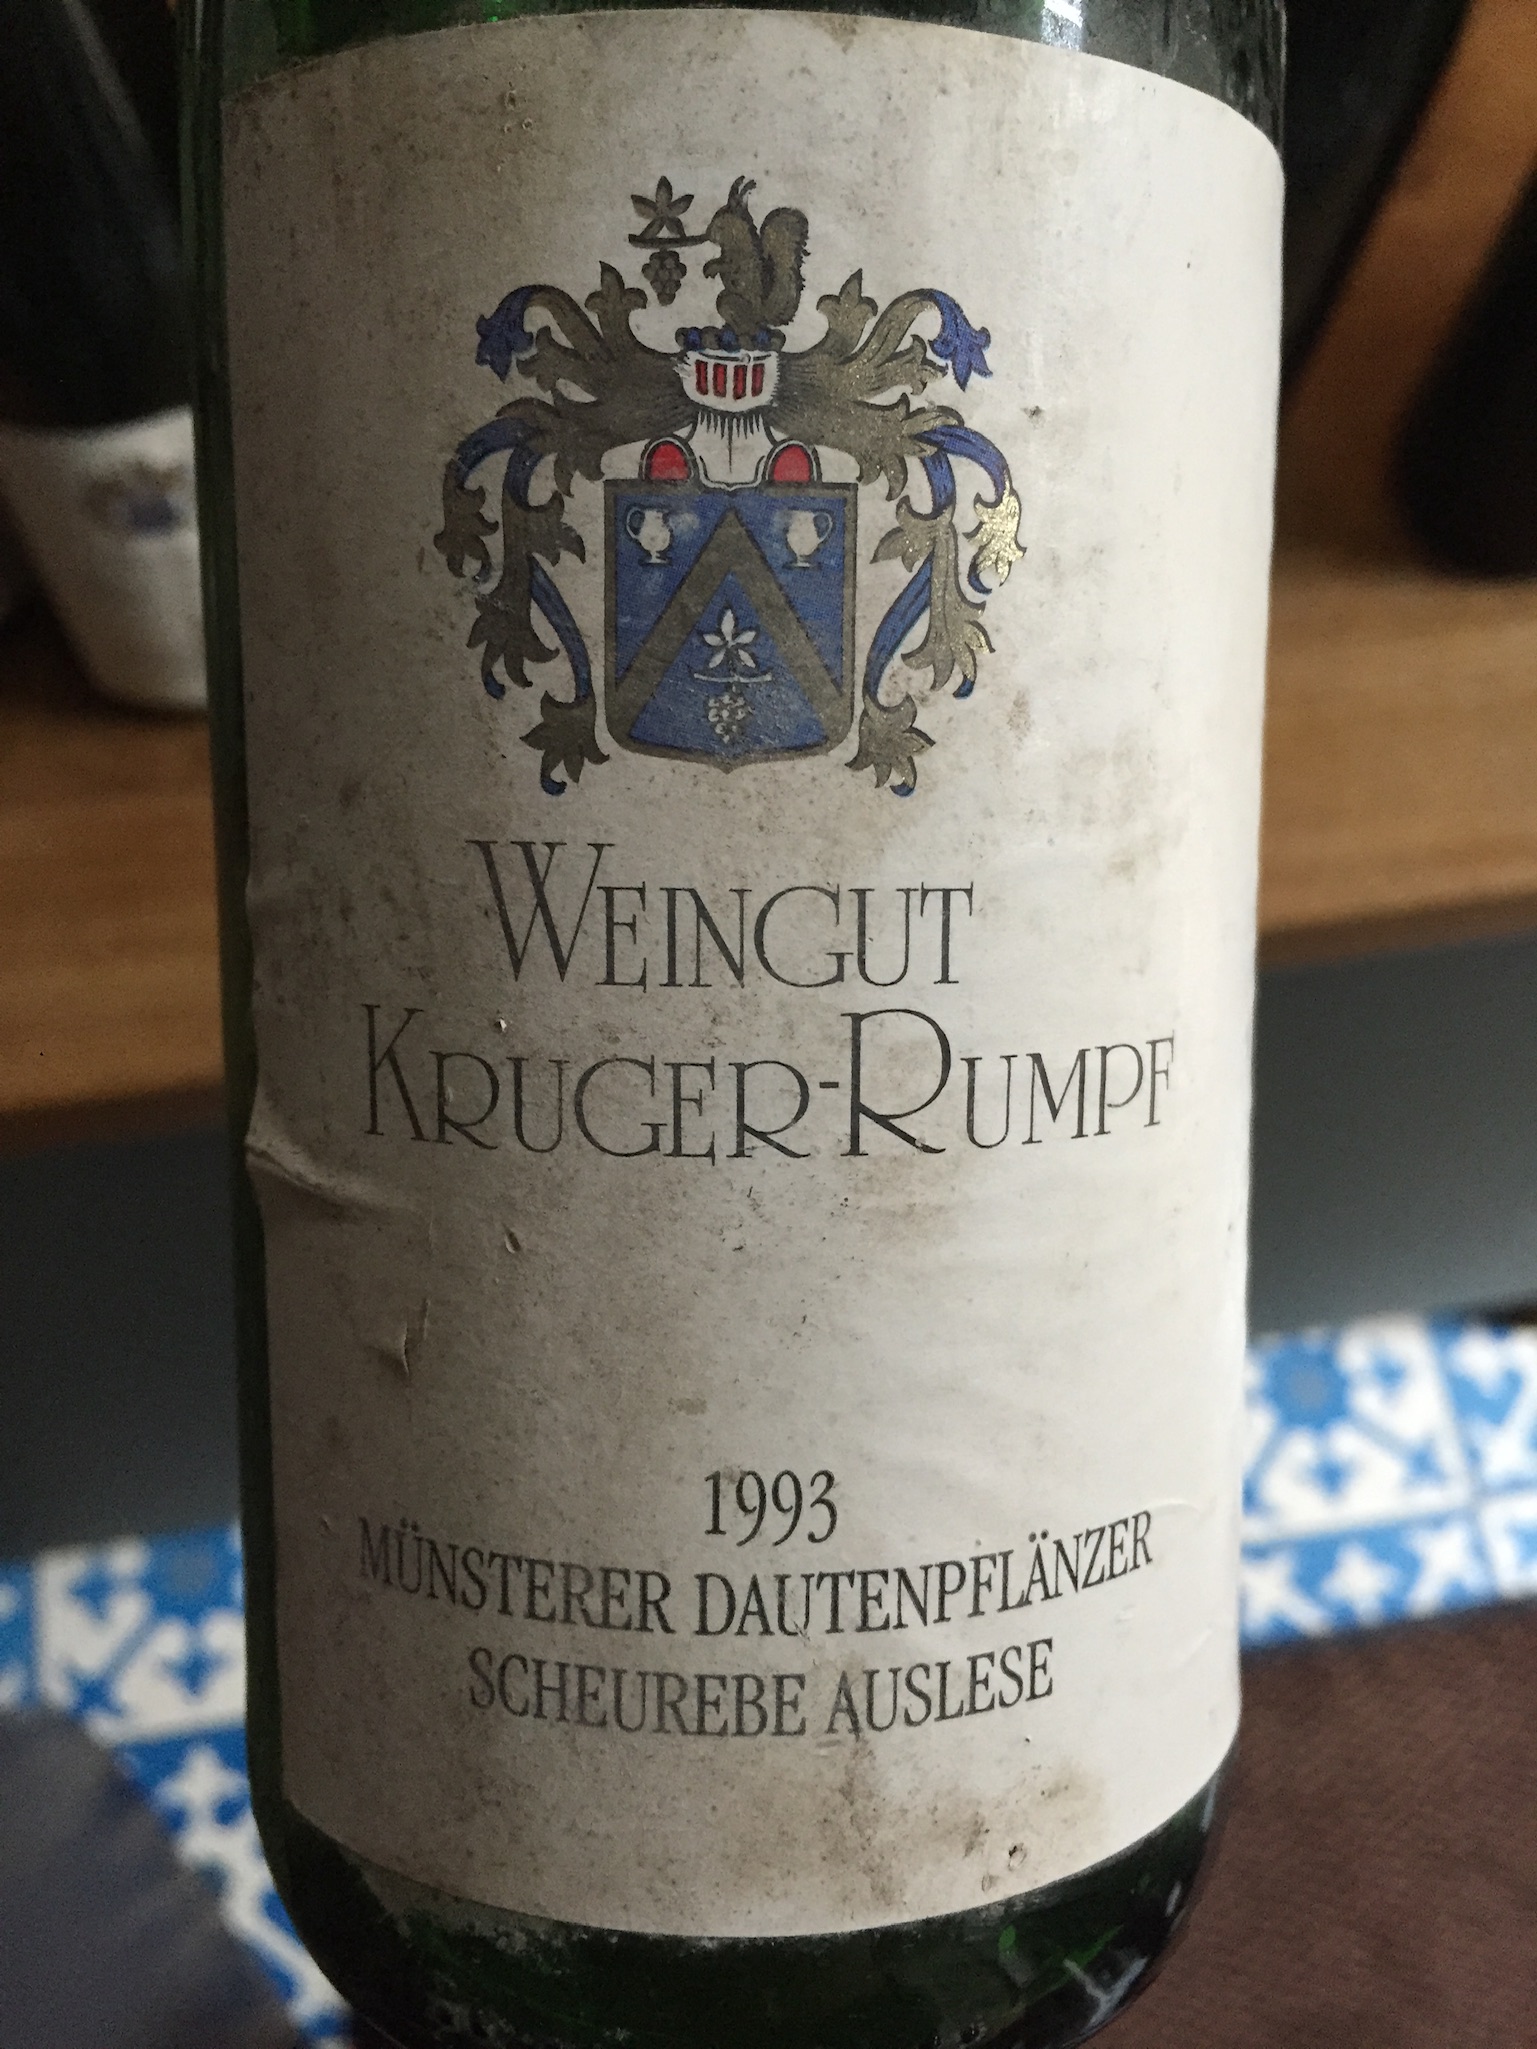 WEINGUT
KRUGER-RUMPF
1993
MÜNSTERER DAUTENPFLÄNZER
SCHEUREBE AUSLESE